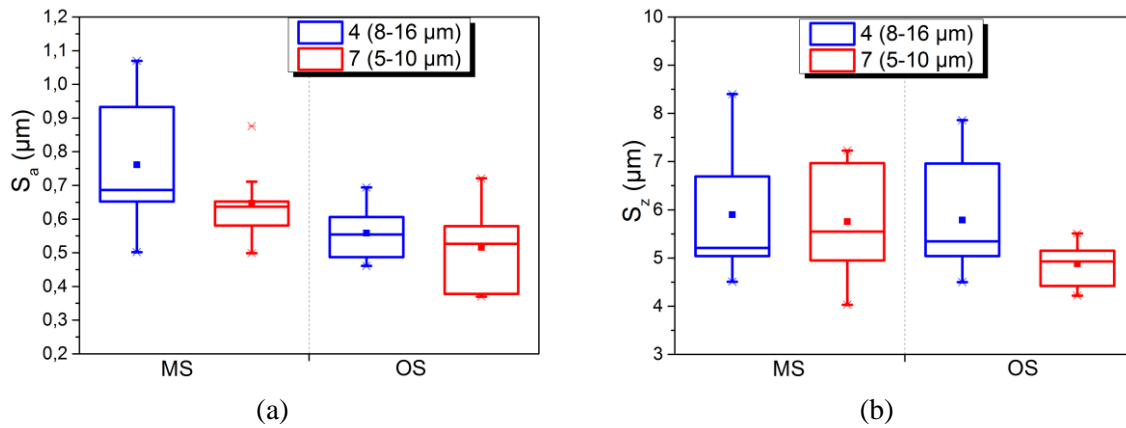 1,2
1,1
1,0
0,9
0,8
0,7
0,6
0,5
0,4
0,3
0,2
Sa (µm)
4 (8-16 µm)
7 (5-10 µm)
MS OS
(a)
10
9
8
7
6
5
4
3
Sz (µm)
4 (8-16 µm)
7 (5-10 µm)
MS OS
(b)